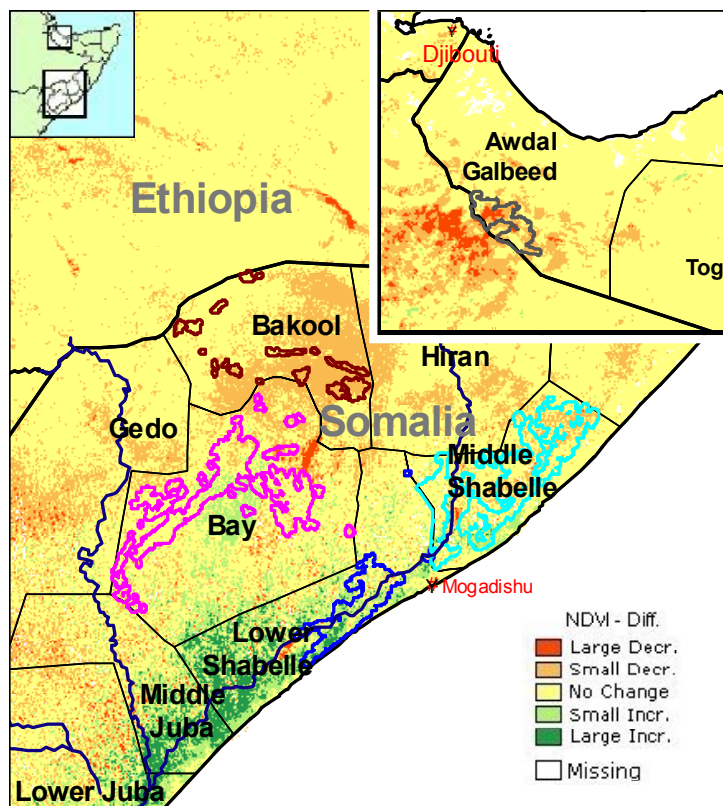 Djibouti
Awdal
Galbeed
Tog
Ethiopia
Bakool
Hiran
Gedo
Somalia
Middle
Shabelle
Bay
Mogadishu
Lower
Shabelle
Middle
Juba
Lower Juba
NDVI - Diff.
Large Decr.
Small Decr.
No Change
Small Incr.
Large Incr.
Missing